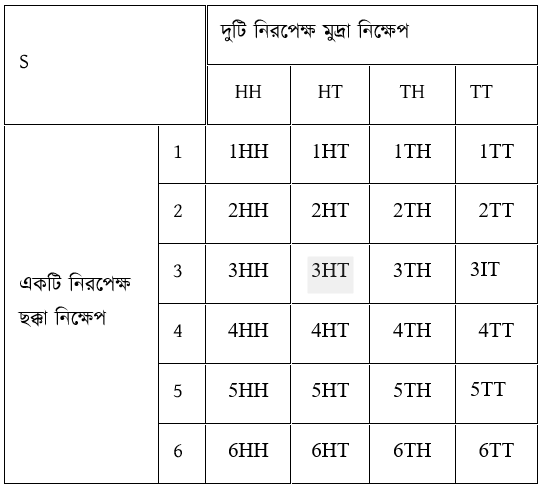 S
দুটি নিরপেক্ষ মুদ্রা নিক্ষেপ
HH HT TH TT
একটি নিরপেক্ষ
ছক্কা নিক্ষেপ
1 1HH 1HT 1TH 1TT
2 2HH 2HT 2TH 2TT
3 3HH 3HT 3TH 3IT
4 4HH 4HT 4TH 4TT
5 5HH 5HT 5TH 5TT
6 6HH 6HT 6TH 6TT